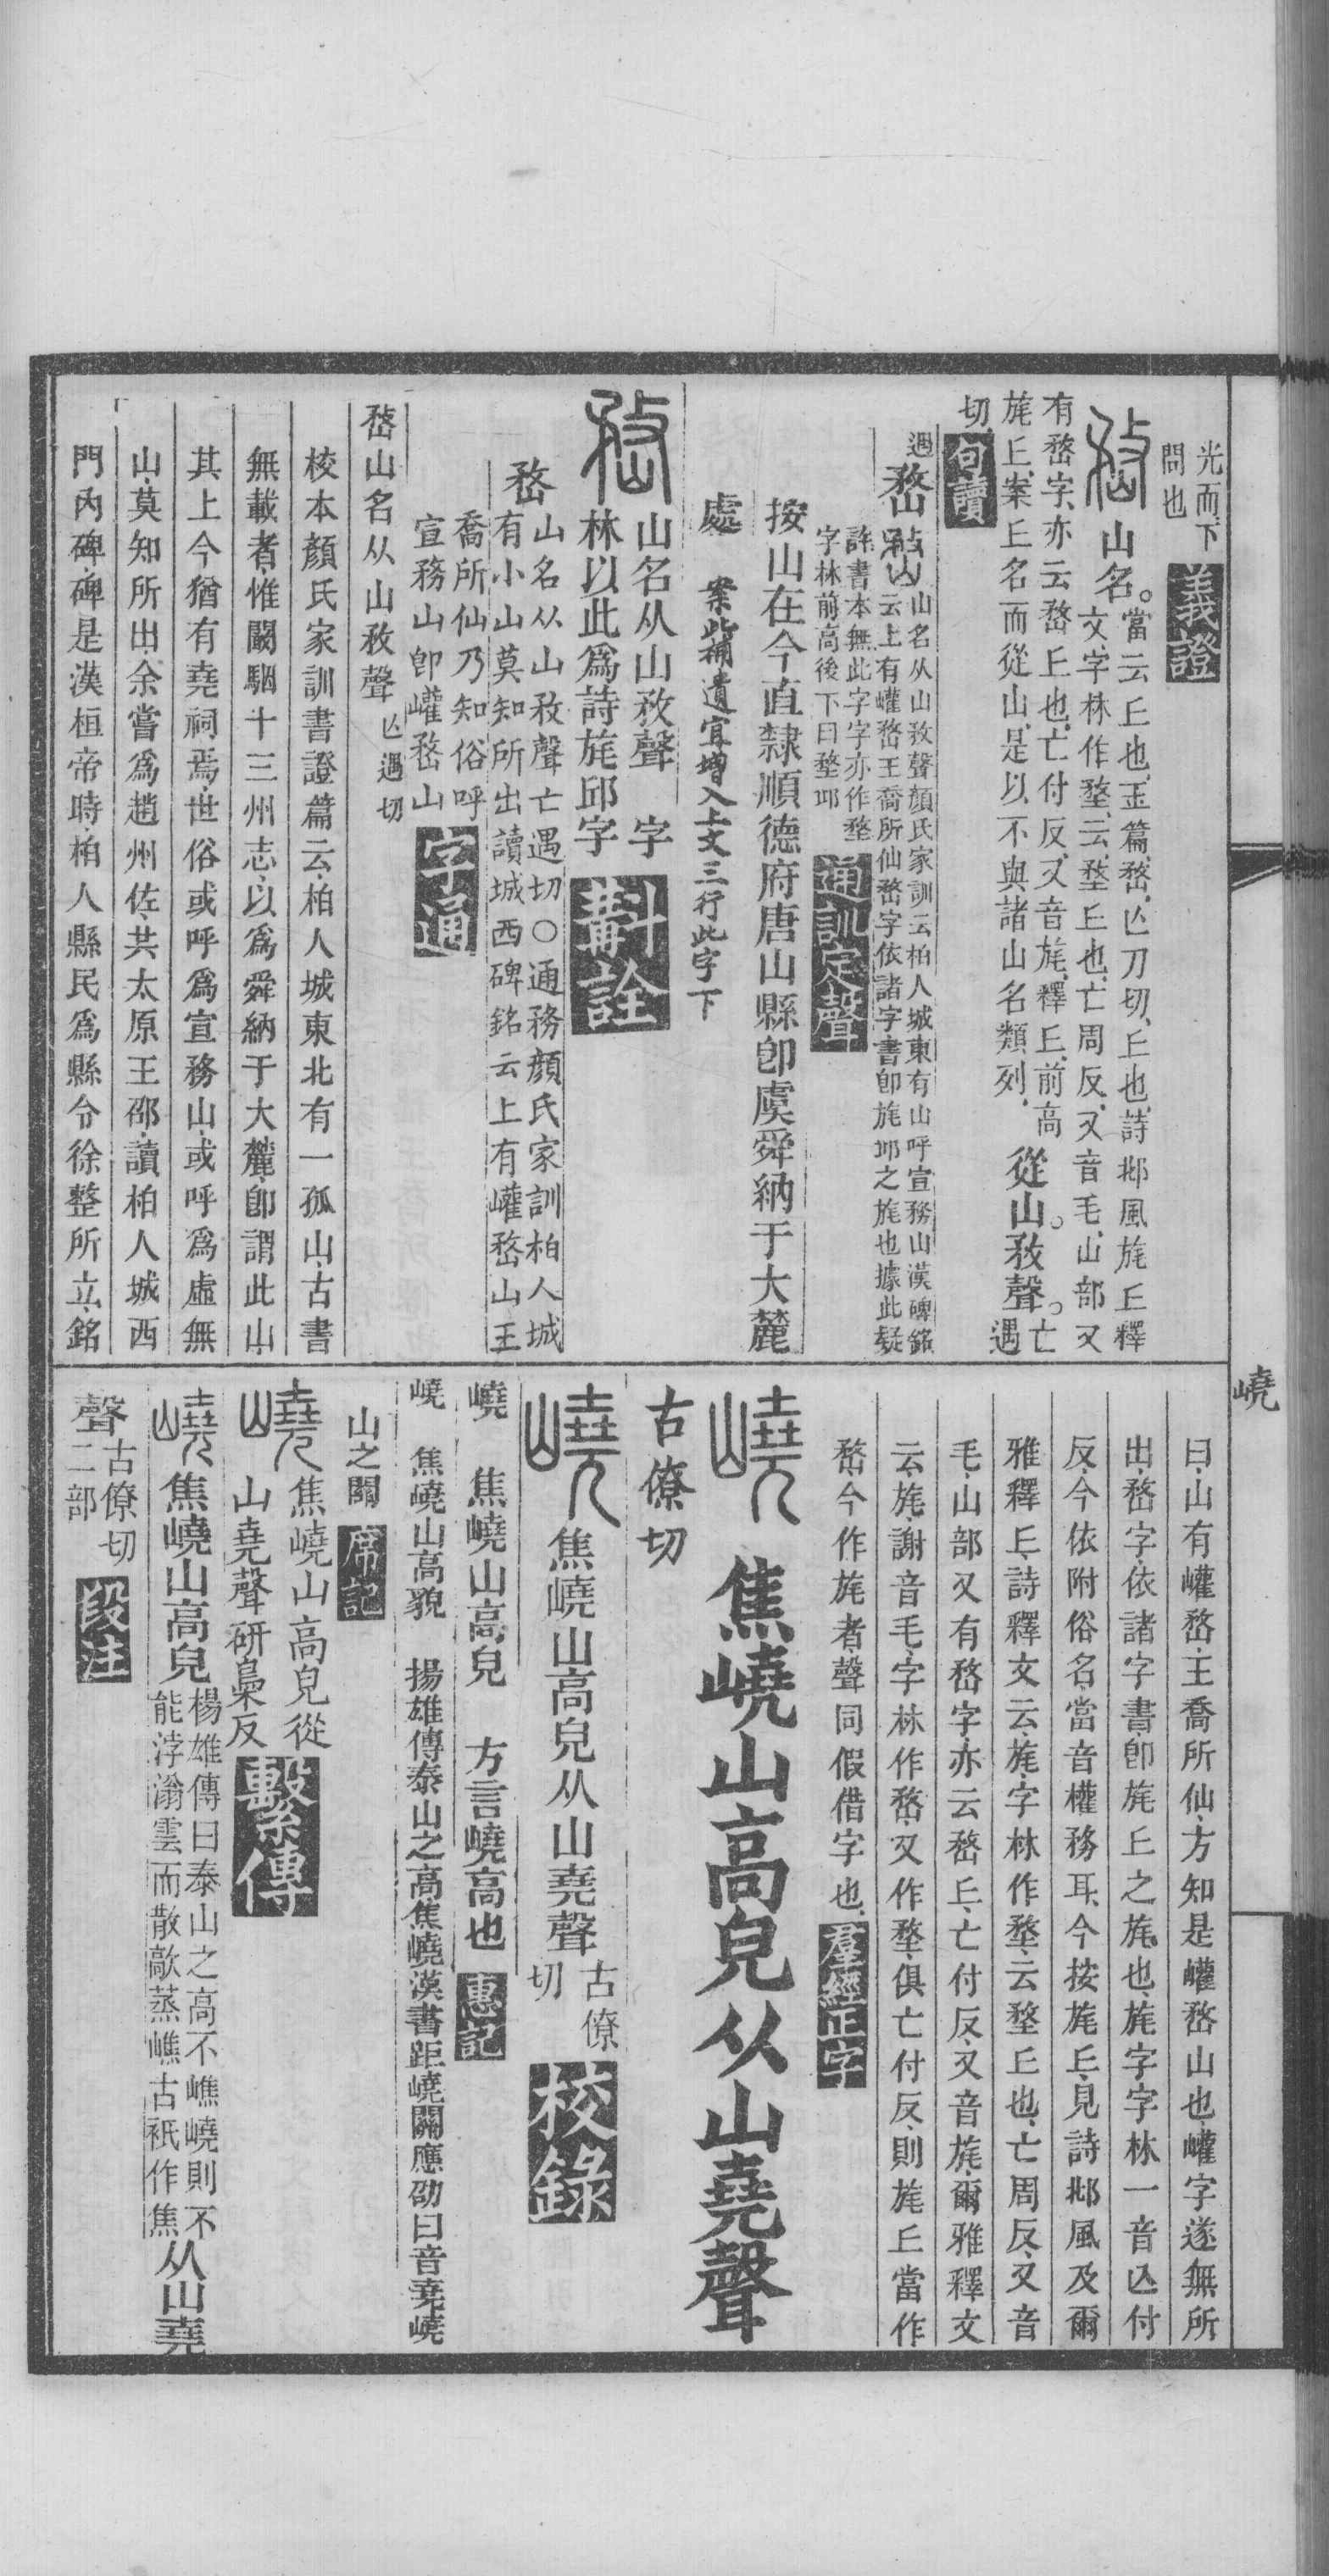 光而下
問也
義證
山名。
當云丘也、玉篇、嵍、亾刀切、丘也、詩邶風旄丘釋
文、字林作堥、云、堥丘也、亡周反、又音毛、山部又
有嵍字、亦云嵍丘也、亡付反、又音旄、釋丘、前高
旄丘、案丘名而從山、是以不與諸山名類列、
從山。敄聲。
亡遇
切、
句讀
遇
嵍
山名从山敄聲顏氏家訓云柏人城東有山呼宣務山漢碑銘
云上有巏嵍王喬所仙嵍字依諸字書卽旄邱之旄也據此疑
許書本無此字字亦作堥
字林前高後下曰堥邱
通訓定聲
按山在今直隸順德府唐山縣卽虞舜納于大麓
處
案此補遺宜增入上文三行此字下
山名从山敄聲 字
林以此爲詩旄邱字
斠詮
嵍
山名从山敄聲亡遇切〇通務顏氏家訓柏人城
有小山莫知所出讀城西碑銘云上有巏嵍山王
喬所仙乃知俗呼
宣務山卽巏嵍山
字通
嵍山名从山敄聲
亾遇切
校本顏氏家訓書證篇云、柏人城東北有一孤山、古書
無載者、惟闞駰十三州志、以爲舜納于大麓、卽謂此山、
其上今猶有堯祠焉、世俗或呼爲宣務山、或呼爲虛無
山、莫知所出、余嘗爲趙州佐、共太原王邵、讀柏人城西
門內碑、碑是漢桓帝時、柏人縣民爲縣令徐整所立、銘
嶢
曰、山有巏嵍、王喬所仙、方知是巏嵍山也、巏字遂無所
出、嵍字、依諸字書、卽旄丘之旄也、旄字字林一音亾付
反、今依附俗名、當音權務耳、今按旄丘、見詩邶風及爾
雅釋丘、詩釋文云、旄、字林作堥、云堥丘也、亡周反、又音
毛、山部又有嵍字、亦云嵍丘、亡付反、又音旄、爾雅釋文
云、旄、謝音毛、字林作嵍、又作堥、俱亡付反、則旄丘當作
嵍、今作旄者、聲同假借字也、
羣經正字
焦嶢山高皃从山堯聲
古僚切
焦嶢山高皃从山堯聲
古僚
切
校錄
嶢 焦嶢山高皃 方言嶢高也
惠記
嶢 焦嶢山高貌 揚雄傳泰山之高焦嶢漢書距嶢關應劭曰音堯嶢
山之關
席記
焦嶢山高皃從
山堯聲研梟反
繫傳
焦嶢山高皃
楊雄傳曰泰山之高不嶕嶢則不
能浡滃雲而散歊蒸嶕古衹作焦
从山堯
聲
古僚切
二部
段注